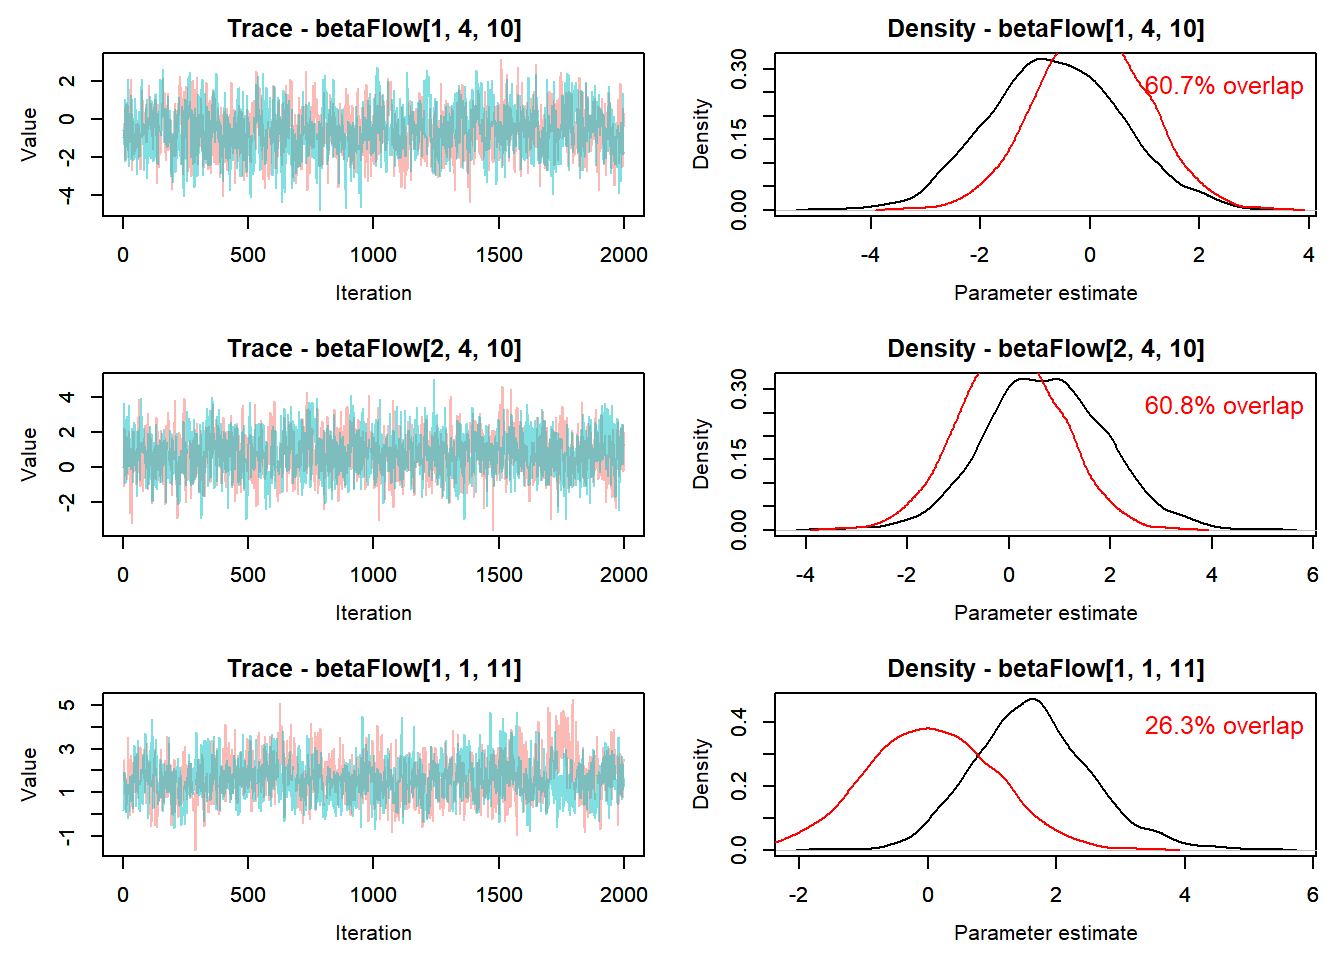 Trace - betaFlow[1, 4, 10]
Value
2
0
-2
-4
0
500
1000
1500
2000
Iteration
Density - betaFlow[1, 4, 10]
Density
0.30
0.15
0.00
60.7% overlap
-4
-2
0
2
4
Parameter estimate
Trace - betaFlow[2, 4, 10]
Value
4
2
0
-2
0
500
1000
1500
2000
Iteration
Density - betaFlow[2, 4, 10]
Density
0.30
0.15
0.00
60.8% overlap
-4
-2
0
2
4
6
Parameter estimate
Trace - betaFlow[1, 1, 11]
Value
5
3
1
-1
0
500
1000
1500
2000
Iteration
Density - betaFlow[1, 1, 11]
Density
0.4
0.2
0.0
26.3% overlap
-2
0
2
4
6
Parameter estimate